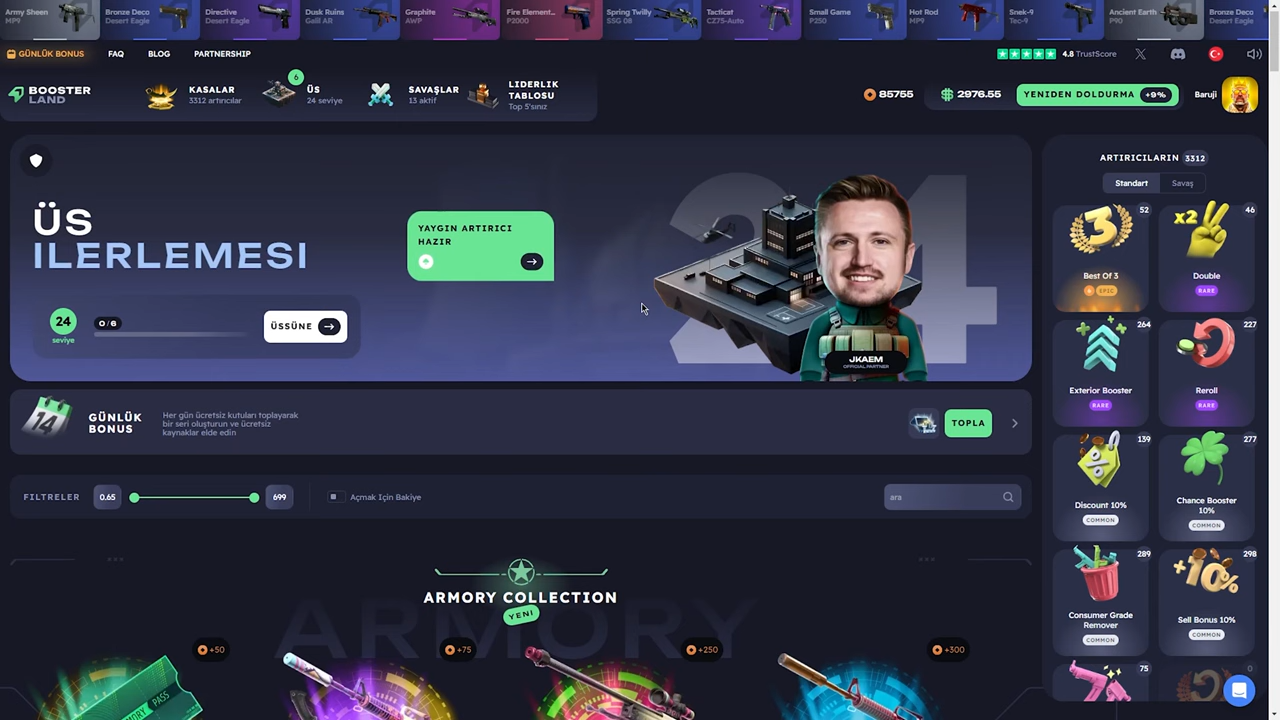 Army Sheen Bronze Deco Directive Dusk Ruins Graphite Fire Element... Spring Twilly Tacticat Small Game Hot Rod Snek-9 Ancient Earth Bronze Deco
MP9 Desert Eagle Desert Eagle Galil AR AWP P2000 SSG 08 CZ75-Auto P250 MP9 Tec-9 P90 Desert Eagle
GÜNLÜK BONUS FAQ BLOG PARTNERSHIP 4.8 TrustScore
BOOSTER
LAND
KASALAR
3312 artırıcılar
6
ÜS
24 seviye
SAVAŞLAR
13 aktif
LIDERLIK
TABLOSU
Top 5'sınız
85755
2976.55
YENIDEN DOLDURMA +9%
Baruji
ÜS
ILERLEMESI
24
seviye
0/6
ÜSSÜNE
YAYGIN ARTIRICI
HAZIR
24
JKAEM
OFFICIAL PARTNER
14
GÜNLÜK
BONUS
Her gün ücretsiz kutuları toplayarak
bir seri oluşturun ve ücretsiz
kaynaklar elde edin
TOPLA
FILTRELER 0.65 699 Açmak Için Bakiye ara
ARMORY
ARMORY COLLECTION
YENI
+50 +75 +250 +300
ARMORY PASS
ARTIRICILARIN 3312
Standart Savaş
52
3
Best Of 3
EPIC
46
x2
Double
RARE
264
Exterior Booster
RARE
227
Reroll
RARE
139
%
Discount 10%
COMMON
277
Chance Booster
10%
COMMON
289
Consumer Grade
Remover
COMMON
298
+10%
Sell Bonus 10%
COMMON
75
0